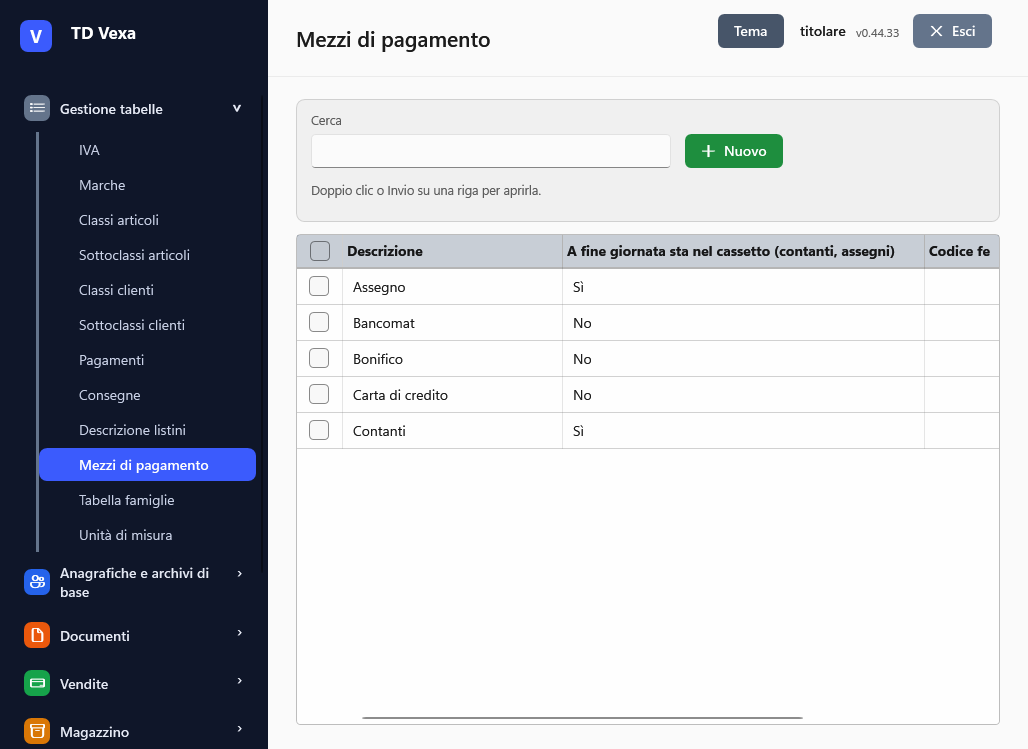 V TD Vexa
Gestione tabelle
IVA
Marche
Classi articoli
Sottoclassi articoli
Classi clienti
Sottoclassi clienti
Pagamenti
Consegne
Descrizione listini
Mezzi di pagamento
Tabella famiglie
Unità di misura
Anagrafiche e archivi di
base
Documenti
Vendite
Magazzino
Mezzi di pagamento
Tema titolare v0.44.33 Esci
Cerca
Nuovo
Doppio clic o Invio su una riga per aprirla.
Descrizione A fine giornata sta nel cassetto (contanti, assegni) Codice fe
Assegno Sì
Bancomat No
Bonifico No
Carta di credito No
Contanti Sì